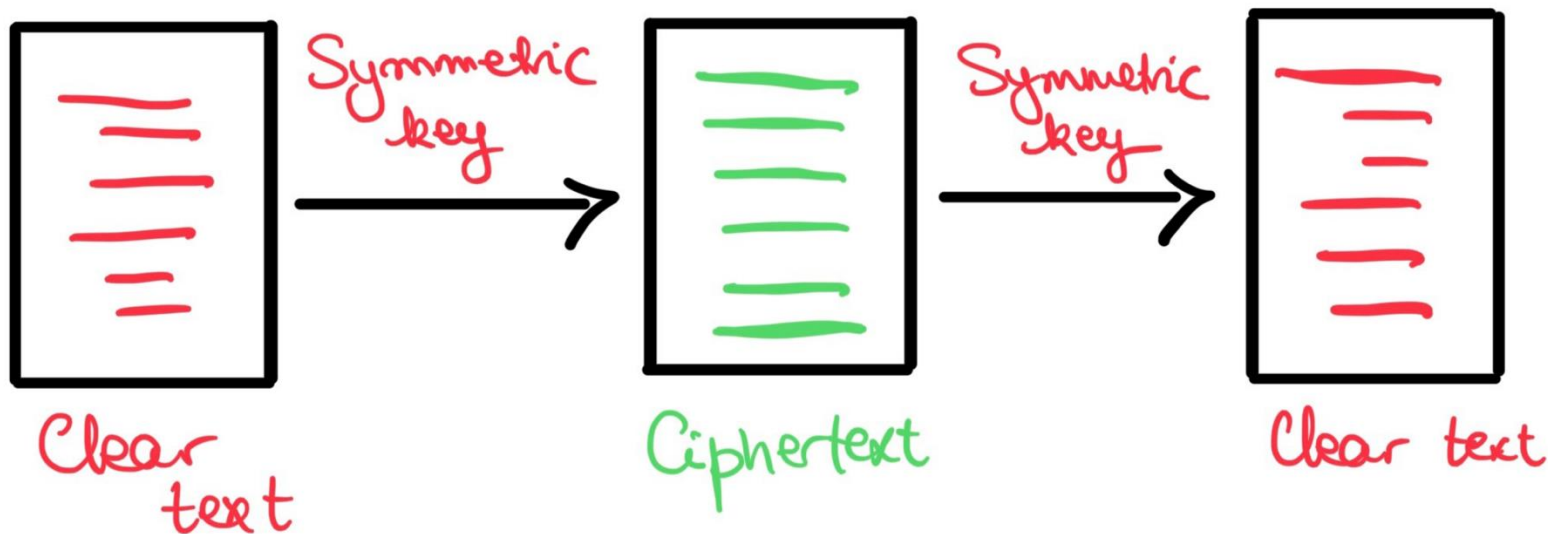 Symmetric
key
Symmetric
key
Clear
text
Ciphertext
Clear text